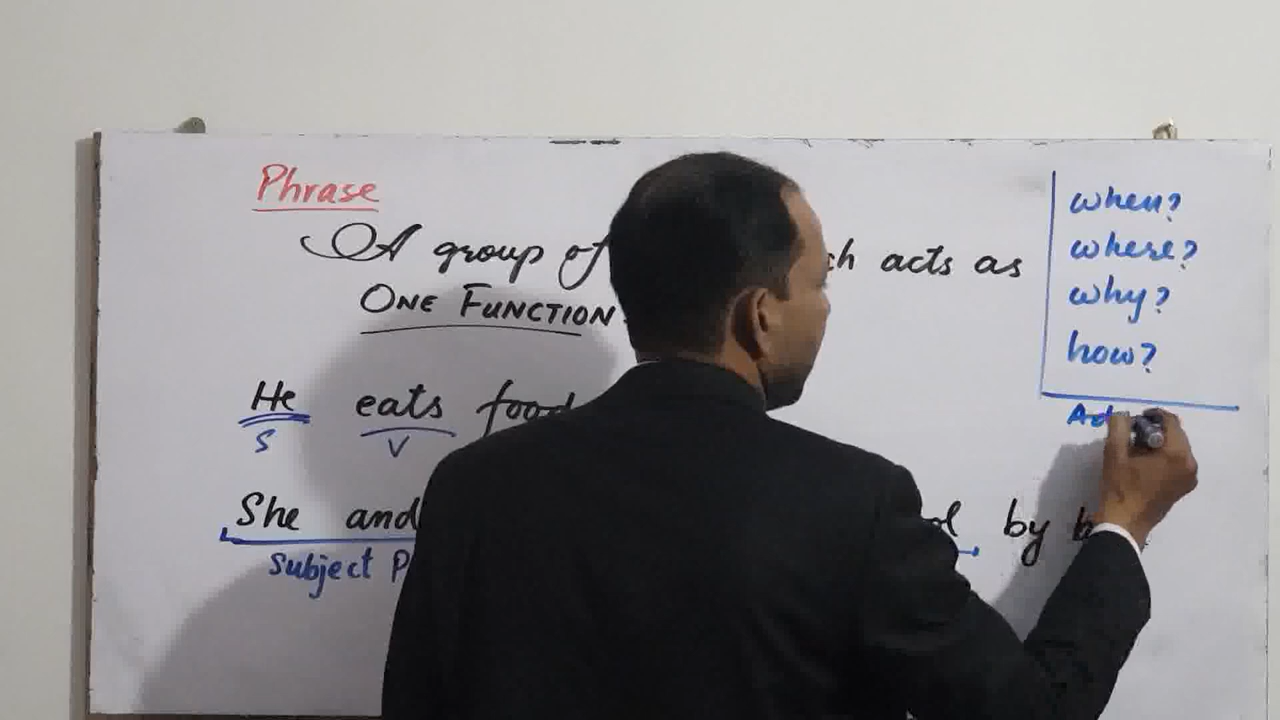 Phrase
A group of ch acts as
ONE FUNCTION
He eats food
S V
She and by
Subject P
when?
where?
why?
how?
Ad